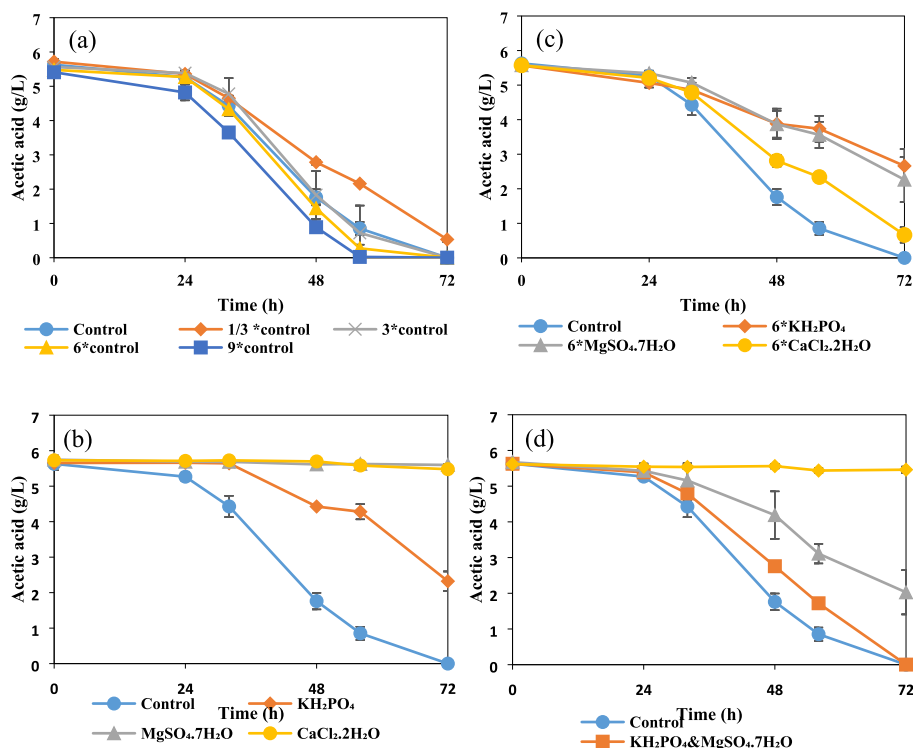 (a)
Acetic acid (g/L)
7
6
5
4
3
2
1
0
0 24 48 72
Time (h)
Control 1/3 *control 3*control
6*control 9*control
(c)
Acetic acid (g/L)
7
6
5
4
3
2
1
0
0 24 48 72
Time (h)
Control 6*KH₂PO₄
6*MgSO₄.7H₂O 6*CaCl₂.2H₂O
(b)
Acetic acid (g/L)
7
6
5
4
3
2
1
0
0 24 48 72
Time (h)
Control KH₂PO₄
MgSO₄.7H₂O CaCl₂.2H₂O
(d)
Acetic acid (g/L)
7
6
5
4
3
2
1
0
0 24 48 72
Time (h)
Control
KH₂PO₄&MgSO₄.7H₂O